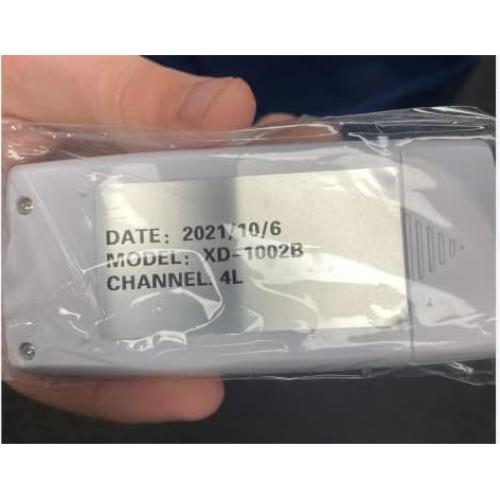 DATE: 2021/10/6
MODEL: XD-1002B
CHANNEL. 4L